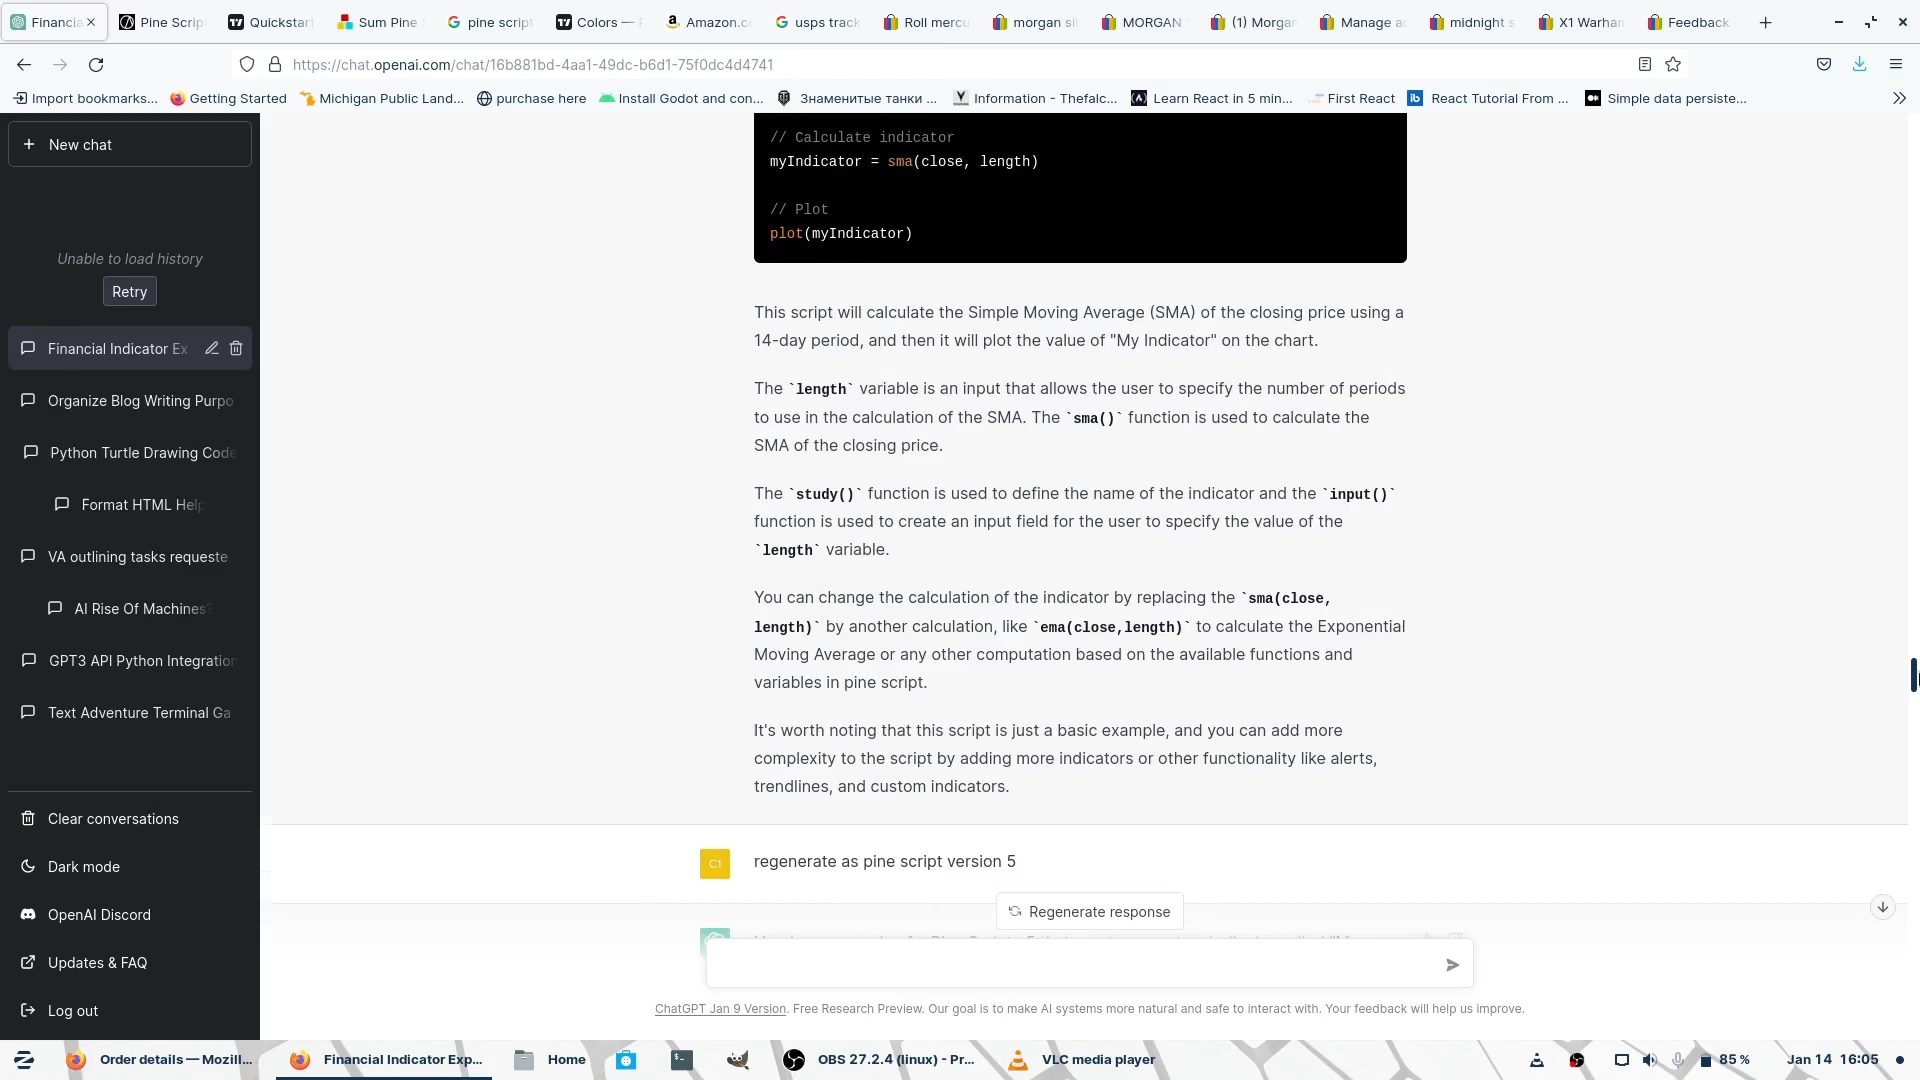 Financia
Pine Scrip
Quickstart
Sum Pine
pine script
Colors —
Amazon.co
usps track
Roll mercu
morgan sil
MORGAN
(1) Morgan
Manage ac
midnight s
X1 Warhan
Feedback
https://chat.openai.com/chat/16b881bd-4aa1-49dc-b6d1-75f0dc4d4741
Import bookmarks...
Getting Started
Michigan Public Land...
purchase here
Install Godot and con...
Знаменитые танки ...
Information - Thefalc...
Learn React in 5 min...
First React
React Tutorial From ...
Simple data persiste...
New chat
Unable to load history
Retry
Financial Indicator Ex
Organize Blog Writing Purpo
Python Turtle Drawing Code
Format HTML Help
VA outlining tasks requeste
AI Rise Of Machines?
GPT3 API Python Integration
Text Adventure Terminal Ga
Clear conversations
Dark mode
OpenAI Discord
Updates & FAQ
Log out
// Calculate indicator
myIndicator = sma(close, length)
// Plot
plot(myIndicator)
This script will calculate the Simple Moving Average (SMA) of the closing price using a
14-day period, and then it will plot the value of "My Indicator" on the chart.
The `length` variable is an input that allows the user to specify the number of periods
to use in the calculation of the SMA. The `sma()` function is used to calculate the
SMA of the closing price.
The `study()` function is used to define the name of the indicator and the `input()`
function is used to create an input field for the user to specify the value of the
`length` variable.
You can change the calculation of the indicator by replacing the `sma(close,
length)` by another calculation, like `ema(close,length)` to calculate the Exponential
Moving Average or any other computation based on the available functions and
variables in pine script.
It's worth noting that this script is just a basic example, and you can add more
complexity to the script by adding more indicators or other functionality like alerts,
trendlines, and custom indicators.
C1
regenerate as pine script version 5
Regenerate response
ChatGPT Jan 9 Version. Free Research Preview. Our goal is to make AI systems more natural and safe to interact with. Your feedback will help us improve.
Order details — Mozill...
Financial Indicator Exp...
Home
OBS 27.2.4 (linux) - Pr...
VLC media player
85 %
Jan 14 16:05